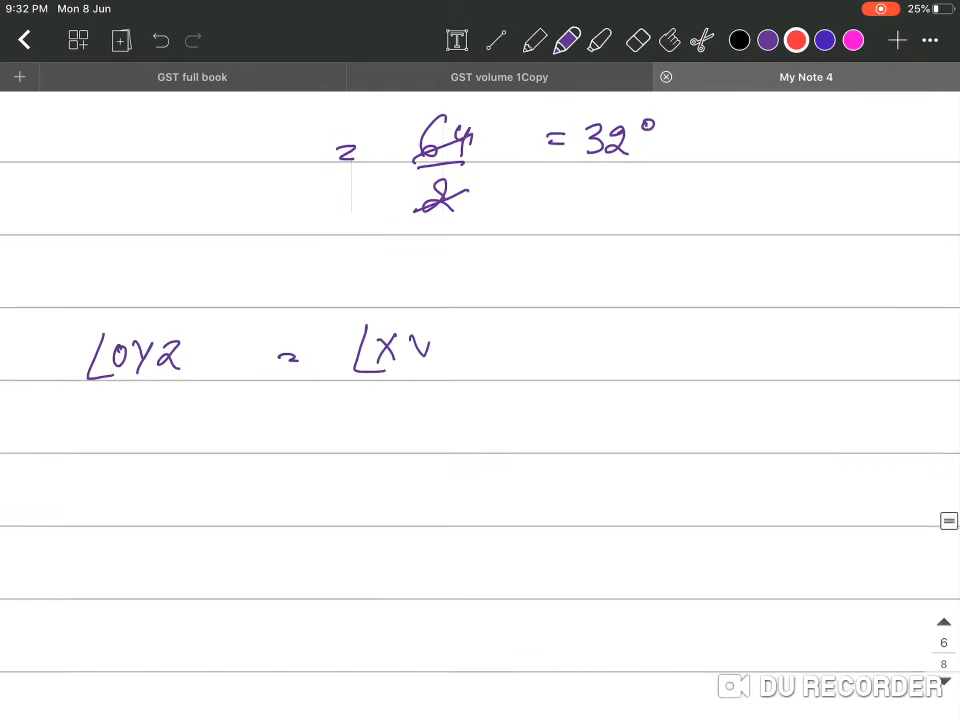 9:32 PM Mon 8 Jun 25%
GST full book GST volume 1Copy My Note 4
= 64/2 = 32°
∠OYZ = ∠XY
6
8
DU RECORDER